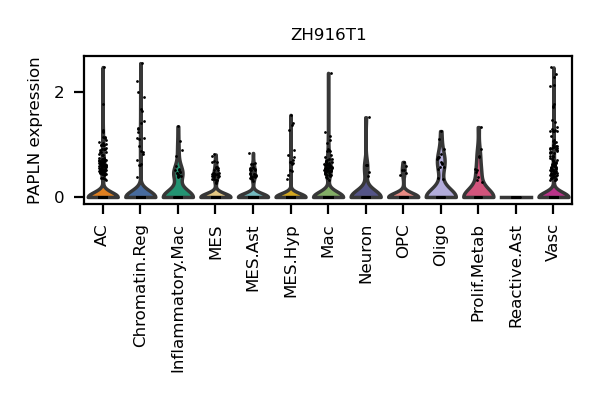 ZH916T1
PAPLN expression
2
0
AC
Chromatin.Reg
Inflammatory.Mac
MES
MES.Ast
MES.Hyp
Mac
Neuron
OPC
Oligo
Prolif.Metab
Reactive.Ast
Vasc